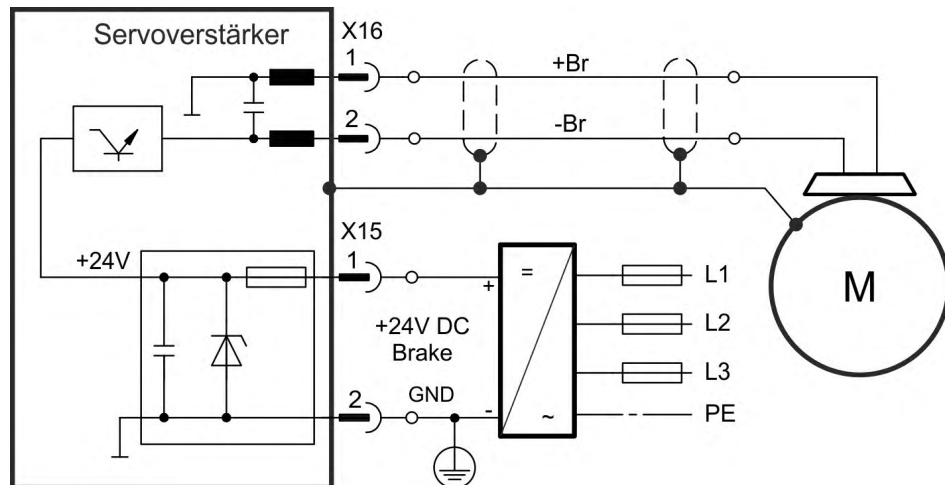 Servoverstärker
X16
1
+Br
2
-Br
X15
+24V
1
+
=
L1
+24V DC
Brake
L2
L3
M
2
GND
-
~
PE